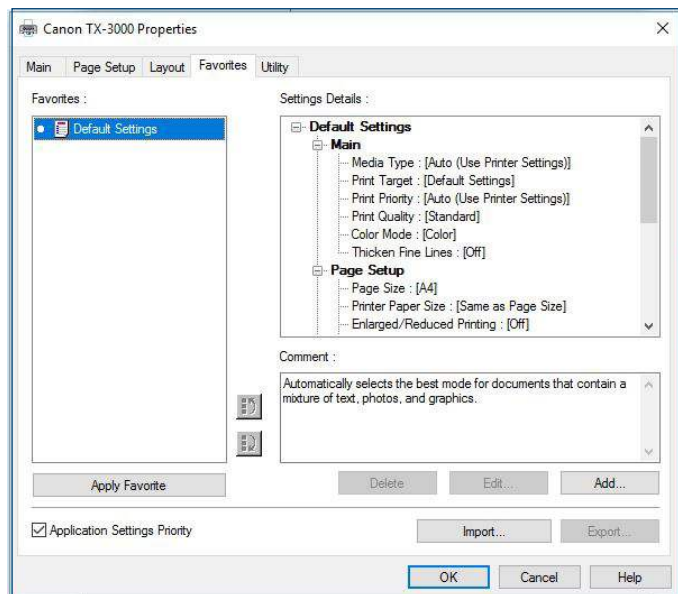 Canon TX-3000 Properties
Main Page Setup Layout Favorites Utility
Favorites :
Default Settings
Apply Favorite
Settings Details :
Default Settings
Main
Media Type : [Auto (Use Printer Settings)]
Print Target : [Default Settings]
Print Priority : [Auto (Use Printer Settings)]
Print Quality : [Standard]
Color Mode : [Color]
Thicken Fine Lines : [Off]
Page Setup
Page Size : [A4]
Printer Paper Size : [Same as Page Size]
Enlarged/Reduced Printing : [Off]
Comment :
Automatically selects the best mode for documents that contain a
mixture of text, photos, and graphics.
Delete Edit... Add...
Application Settings Priority
Import... Export...
OK Cancel Help